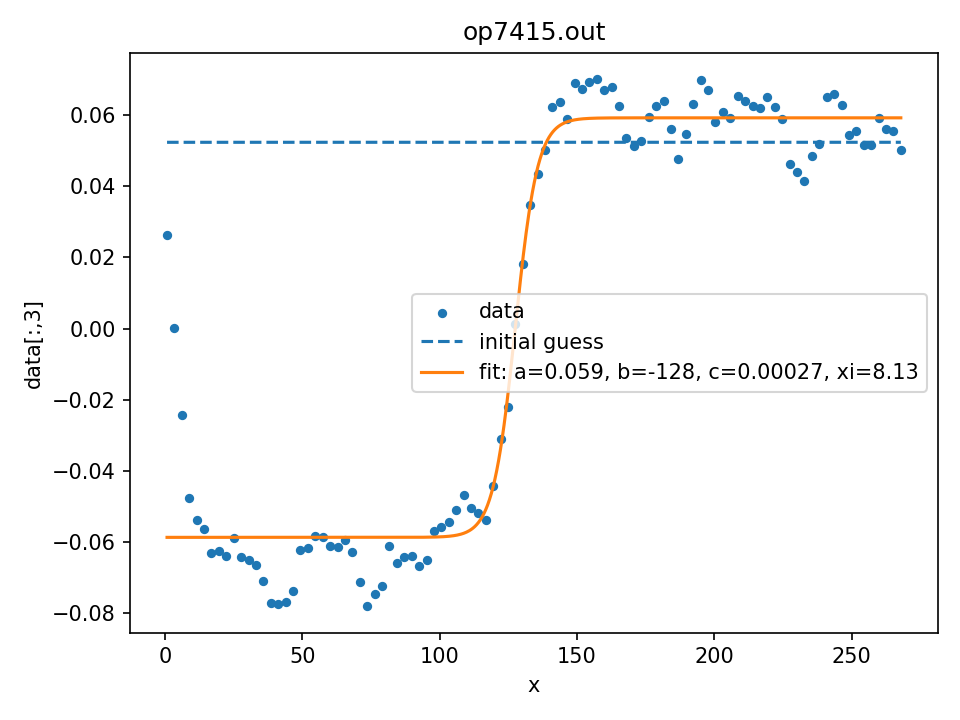 op7415.out
0.06
0.04
0.02
0.00
−0.02
−0.04
−0.06
−0.08
data[:,3]
data
initial guess
fit: a=0.059, b=-128, c=0.00027, xi=8.13
0 50 100 150 200 250
x